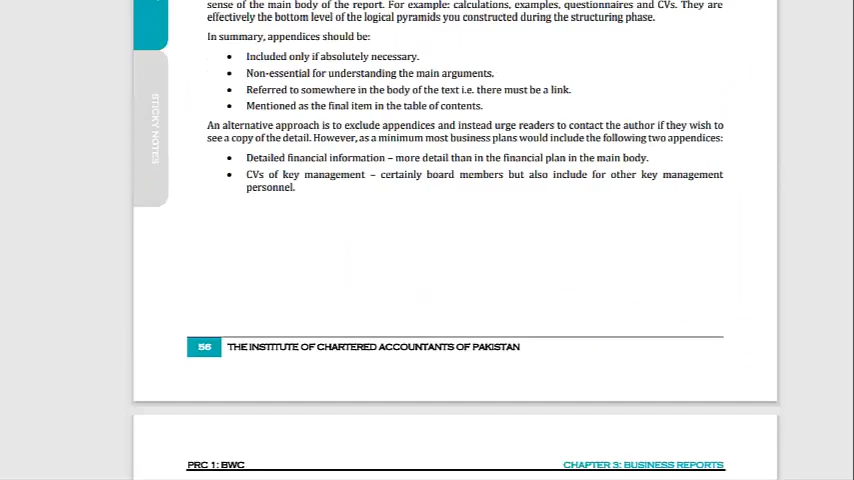 sense of the main body of the report. For example: calculations, examples, questionnaires and CVs. They are
effectively the bottom level of the logical pyramids you constructed during the structuring phase.
In summary, appendices should be:
• Included only if absolutely necessary.
• Non-essential for understanding the main arguments.
• Referred to somewhere in the body of the text i.e. there must be a link.
• Mentioned as the final item in the table of contents.
An alternative approach is to exclude appendices and instead urge readers to contact the author if they wish to
see a copy of the detail. However, as a minimum most business plans would include the following two appendices:
• Detailed financial information – more detail than in the financial plan in the main body.
• CVs of key management – certainly board members but also include for other key management
personnel.
STICKY NOTES
56 THE INSTITUTE OF CHARTERED ACCOUNTANTS OF PAKISTAN
PRC 1: BWC CHAPTER 3: BUSINESS REPORTS